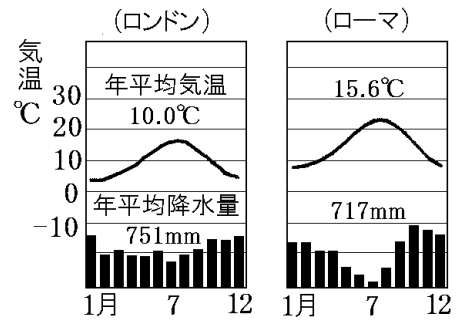 (ロンドン)
(ローマ)
気温
℃
30
20
10
0
-10
年平均気温
10.0℃
15.6℃
年平均降水量
751mm
717mm
1月 7 12
1月 7 12